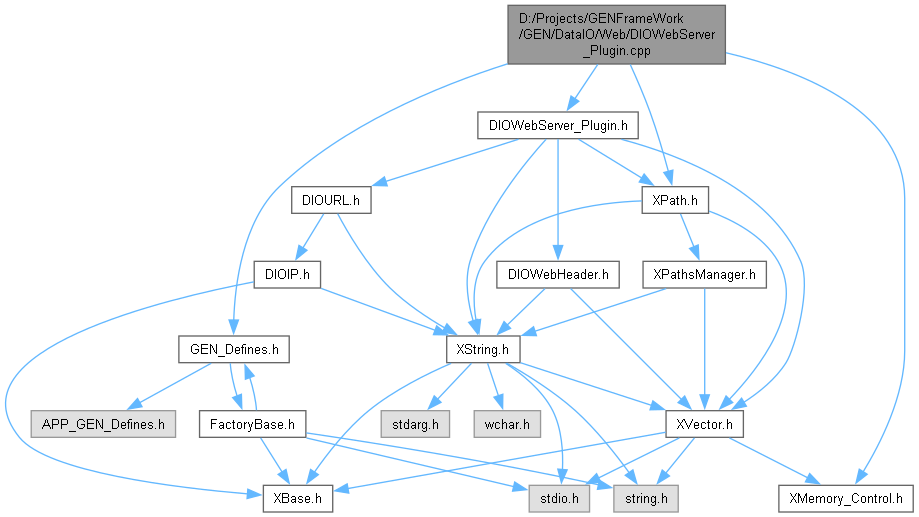 D:/Projects/GENFrameWork
/GEN/DataIO/Web/DIOWebServer
_Plugin.cpp
DIOWebServer_Plugin.h
DIOURL.h
XPath.h
DIOIP.h
DIOWebHeader.h
XPathsManager.h
GEN_Defines.h
XString.h
APP_GEN_Defines.h
FactoryBase.h
stdarg.h
wchar.h
XVector.h
XBase.h
stdio.h
string.h
XMemory_Control.h